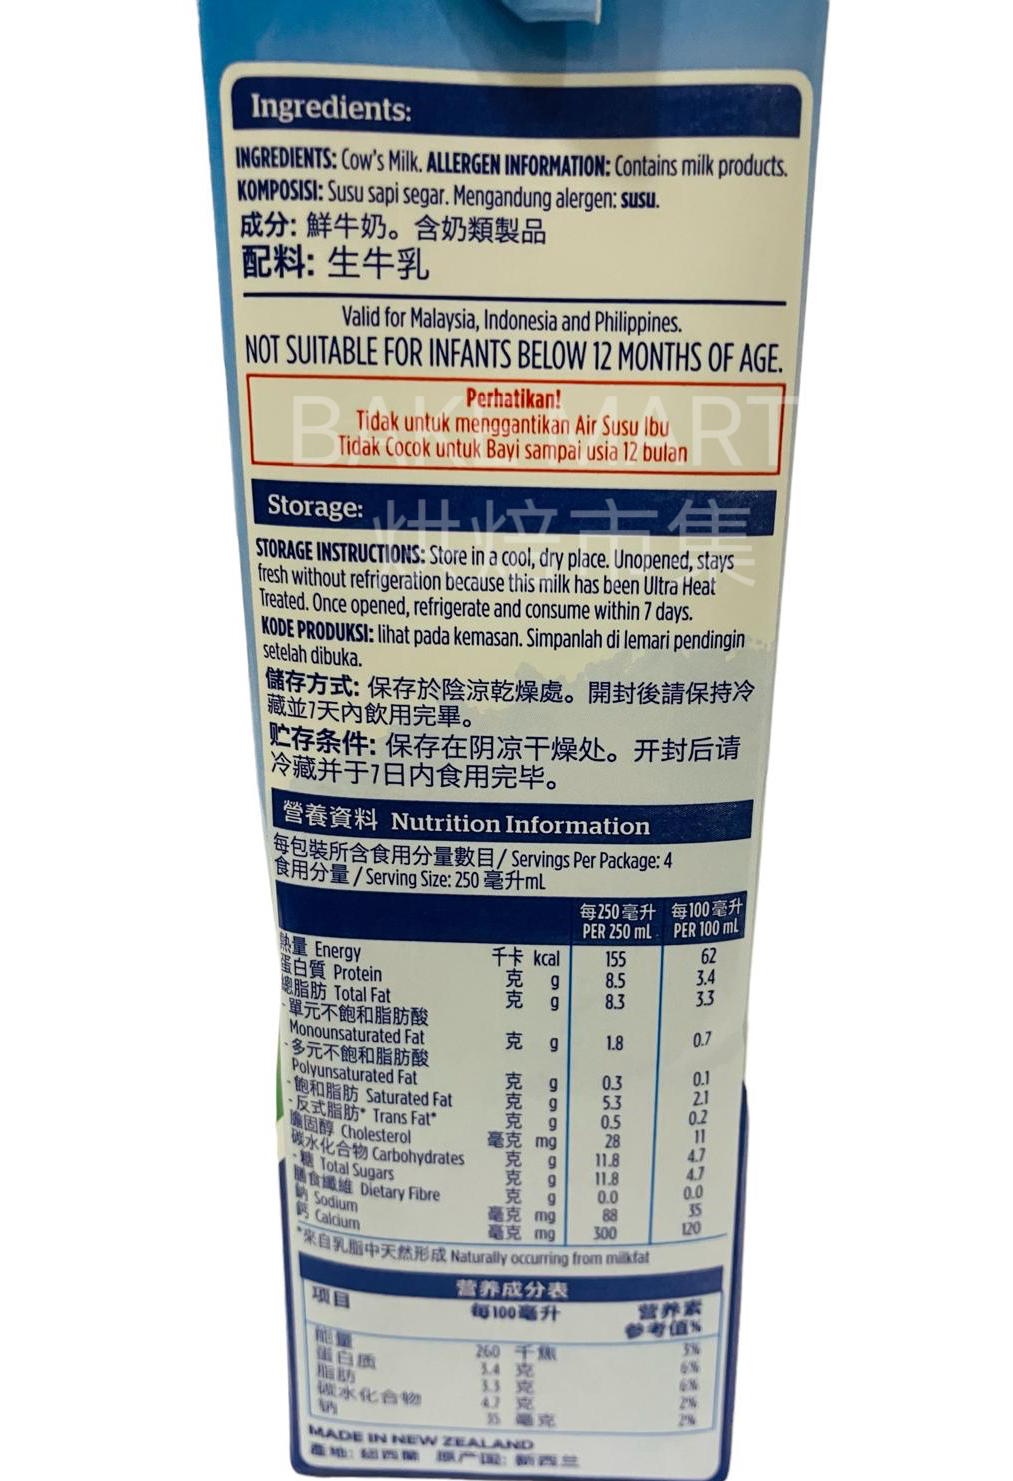 Ingredients:
INGREDIENTS: Cow's Milk. ALLERGEN INFORMATION: Contains milk products.
KOMPOSISI: Susu sapi segar. Mengandung alergen: susu.
成分: 鮮牛奶。含奶類製品
配料: 生牛乳
Valid for Malaysia, Indonesia and Philippines.
NOT SUITABLE FOR INFANTS BELOW 12 MONTHS OF AGE.
Perhatikan!
Tidak untuk menggantikan Air Susu Ibu
Tidak Cocok untuk Bayi sampai usia 12 bulan
BAKE MART
烘焙市集
Storage:
STORAGE INSTRUCTIONS: Store in a cool, dry place. Unopened, stays
fresh without refrigeration because this milk has been Ultra Heat
Treated. Once opened, refrigerate and consume within 7 days.
KODE PRODUKSI: lihat pada kemasan. Simpanlah di lemari pendingin
setelah dibuka.
儲存方式: 保存於陰涼乾燥處。開封後請保持冷
藏並7天內飲用完畢。
贮存条件: 保存在阴凉干燥处。开封后请
冷藏并于7日内食用完毕。
營養資料 Nutrition Information
每包裝所含食用分量數目/ Servings Per Package: 4
食用分量 / Serving Size: 250 毫升mL
每250毫升 每100毫升
PER 250 mL PER 100 mL
熱量 Energy 千卡 kcal 155 62
蛋白質 Protein 克 g 8.5 3.4
總脂肪 Total Fat 克 g 8.3 3.3
- 單元不飽和脂肪酸
Monounsaturated Fat 克 g 1.8 0.7
- 多元不飽和脂肪酸
Polyunsaturated Fat 克 g 0.3 0.1
- 飽和脂肪 Saturated Fat 克 g 5.3 2.1
- 反式脂肪* Trans Fat* 克 g 0.5 0.2
膽固醇 Cholesterol 毫克 mg 28 11
碳水化合物 Carbohydrates 克 g 11.8 4.7
- 糖 Total Sugars 克 g 11.8 4.7
膳食纖維 Dietary Fibre 克 g 0.0 0.0
鈉 Sodium 毫克 mg 88 35
鈣 Calcium 毫克 mg 300 120
*來自乳脂中天然形成 Naturally occurring from milkfat
营养成分表
项目 每100毫升 营养素
参考值%
能量 260 千焦 3%
蛋白质 3.4 克 6%
脂肪 3.3 克 6%
碳水化合物 4.7 克 2%
钠 35 毫克 2%
MADE IN NEW ZEALAND
產地: 紐西蘭 原产国: 新西兰